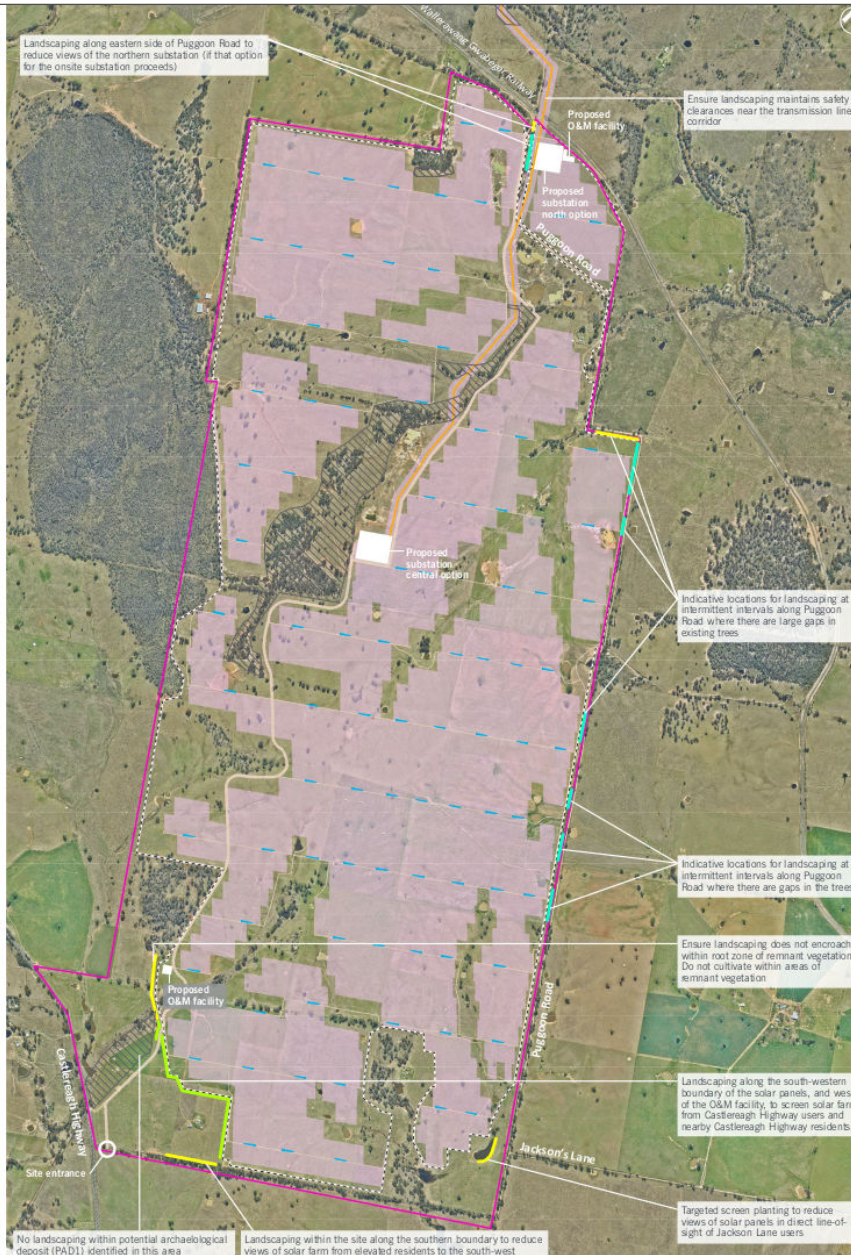 Wallerawang Gwabegar Railway
Landscaping along eastern side of Puggoon Road to
reduce views of the northern substation (if that option
for the onsite substation proceeds)
Ensure landscaping maintains safety
clearances near the transmission line
corridor
Proposed
O&M facility
Proposed
substation
north option
Puggoon Road
Proposed
substation
central option
Indicative locations for landscaping at
intermittent intervals along Puggoon
Road where there are large gaps in
existing trees
Indicative locations for landscaping at
intermittent intervals along Puggoon
Road where there are gaps in the trees
Ensure landscaping does not encroach
within root zone of remnant vegetation
Do not cultivate within areas of
remnant vegetation
Proposed
O&M facility
Puggoon Road
Castlereagh Highway
Landscaping along the south-western
boundary of the solar panels, and wes
of the O&M facility, to screen solar farm
from Castlereagh Highway users and
nearby Castlereagh Highway residents
Jackson's Lane
Site entrance
Targeted screen planting to reduce
views of solar panels in direct line-of-
sight of Jackson Lane users
No landscaping within potential archaelogical
deposit (PAD1) identified in this area
Landscaping within the site along the southern boundary to reduce
views of solar farm from elevated residents to the south-west